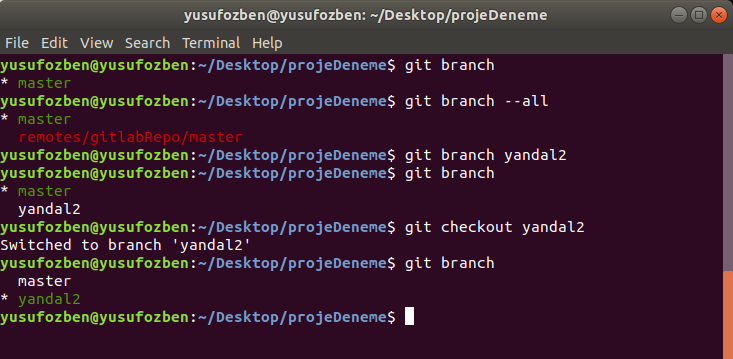 yusufozben@yusufozben: ~/Desktop/projeDeneme
File Edit View Search Terminal Help
yusufozben@yusufozben:~/Desktop/projeDeneme$ git branch
* master
yusufozben@yusufozben:~/Desktop/projeDeneme$ git branch --all
* master
  remotes/gitlabRepo/master
yusufozben@yusufozben:~/Desktop/projeDeneme$ git branch yandal2
yusufozben@yusufozben:~/Desktop/projeDeneme$ git branch
* master
  yandal2
yusufozben@yusufozben:~/Desktop/projeDeneme$ git checkout yandal2
Switched to branch 'yandal2'
yusufozben@yusufozben:~/Desktop/projeDeneme$ git branch
  master
* yandal2
yusufozben@yusufozben:~/Desktop/projeDeneme$